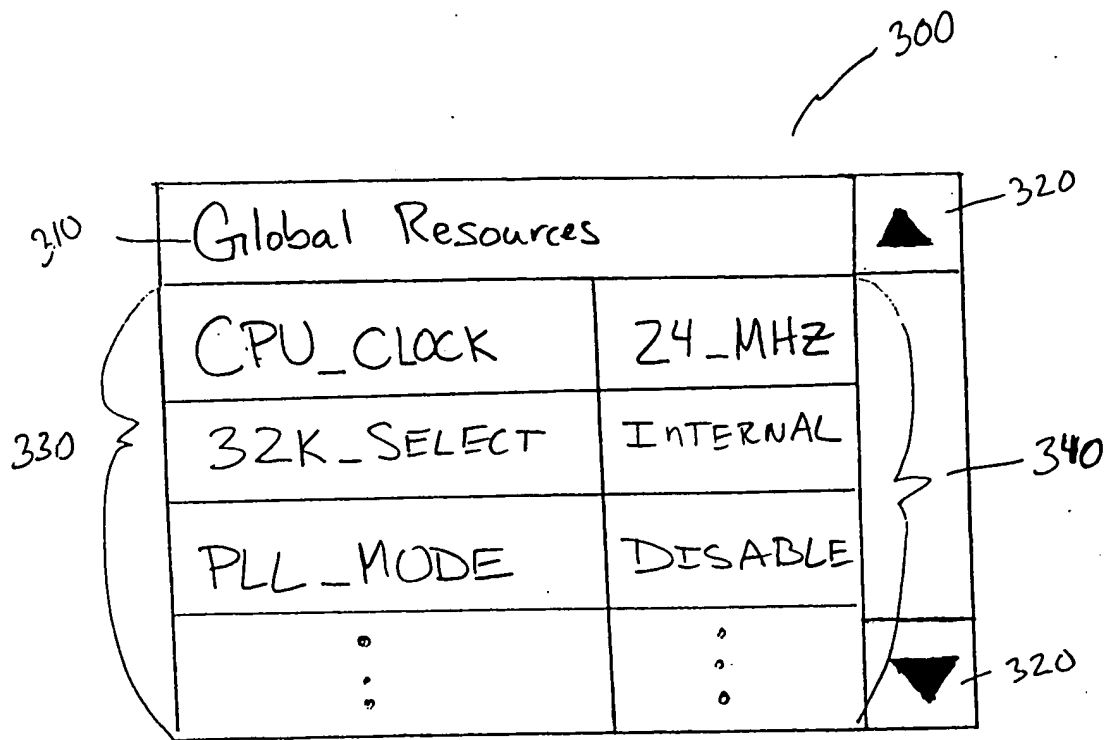 300
310 Global Resources 320
CPU_CLOCK 24_MHZ
32K_SELECT INTERNAL
330 340
PLL_MODE DISABLE
320